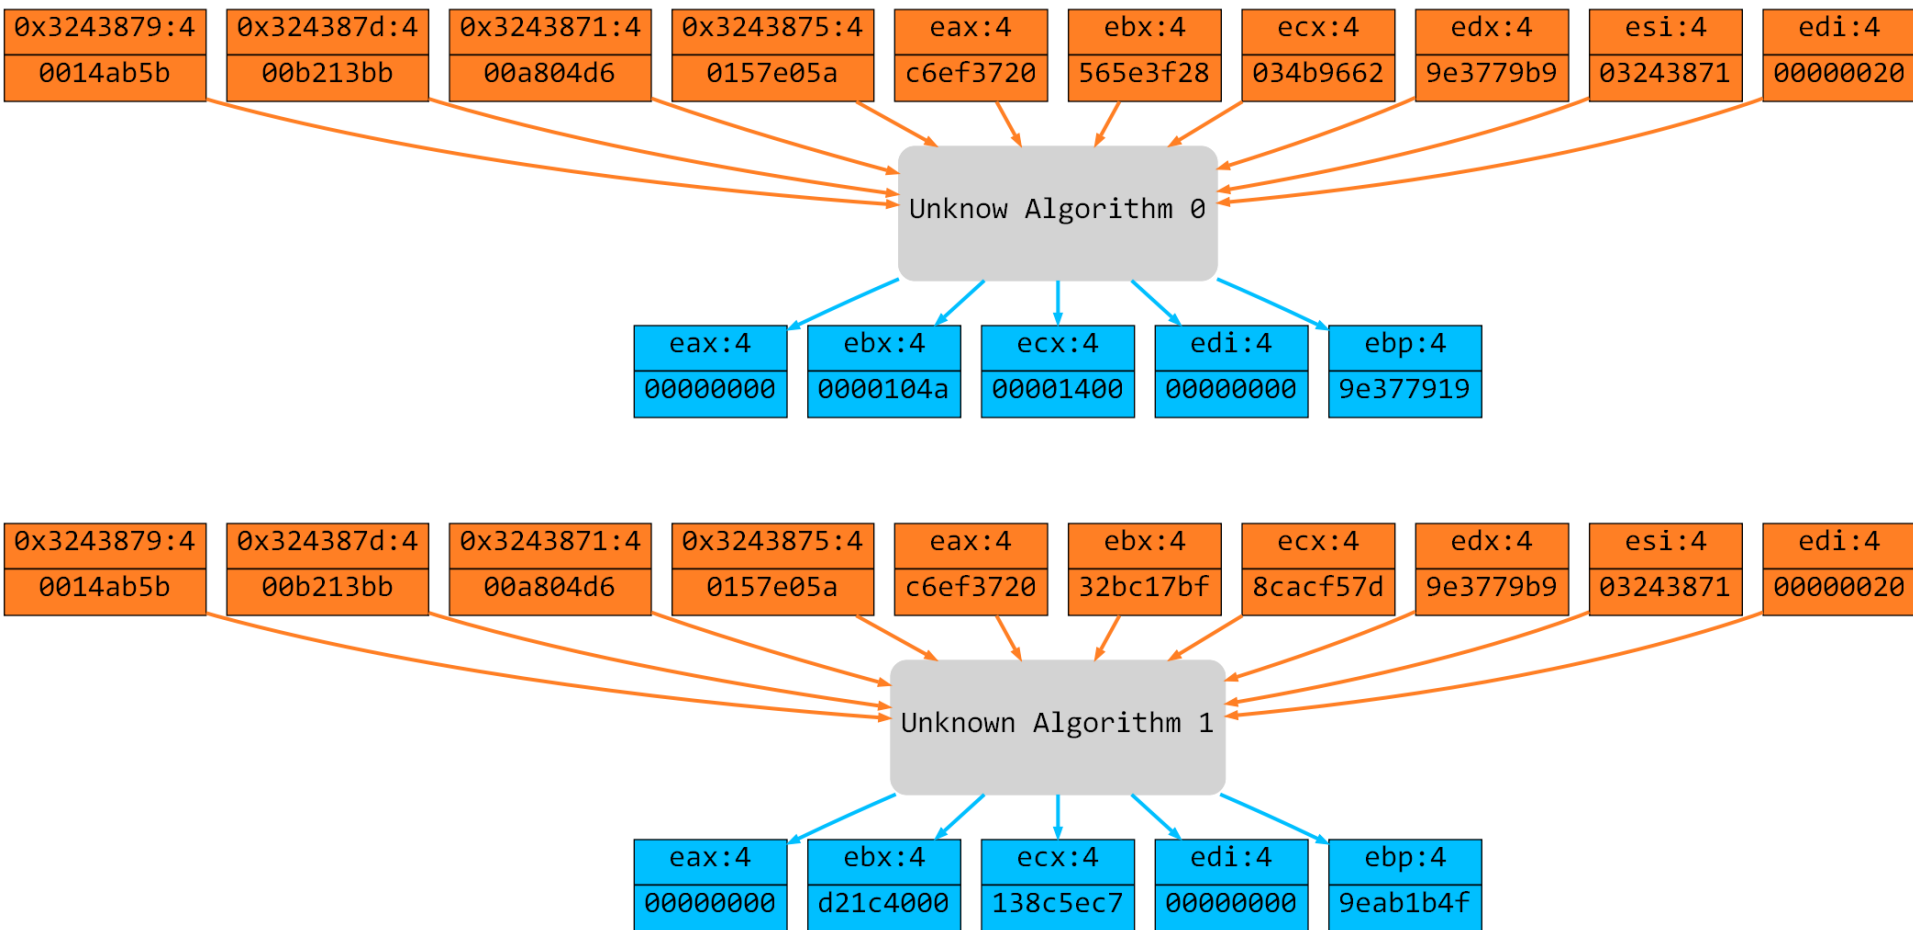 0x3243879:4 0x324387d:4 0x3243871:4 0x3243875:4 eax:4 ebx:4 ecx:4 edx:4 esi:4 edi:4
0014ab5b 00b213bb 00a804d6 0157e05a c6ef3720 565e3f28 034b9662 9e3779b9 03243871 00000020
Unknow Algorithm 0
eax:4 ebx:4 ecx:4 edi:4 ebp:4
00000000 0000104a 00001400 00000000 9e377919
0x3243879:4 0x324387d:4 0x3243871:4 0x3243875:4 eax:4 ebx:4 ecx:4 edx:4 esi:4 edi:4
0014ab5b 00b213bb 00a804d6 0157e05a c6ef3720 32bc17bf 8cacf57d 9e3779b9 03243871 00000020
Unknown Algorithm 1
eax:4 ebx:4 ecx:4 edi:4 ebp:4
00000000 d21c4000 138c5ec7 00000000 9eab1b4f